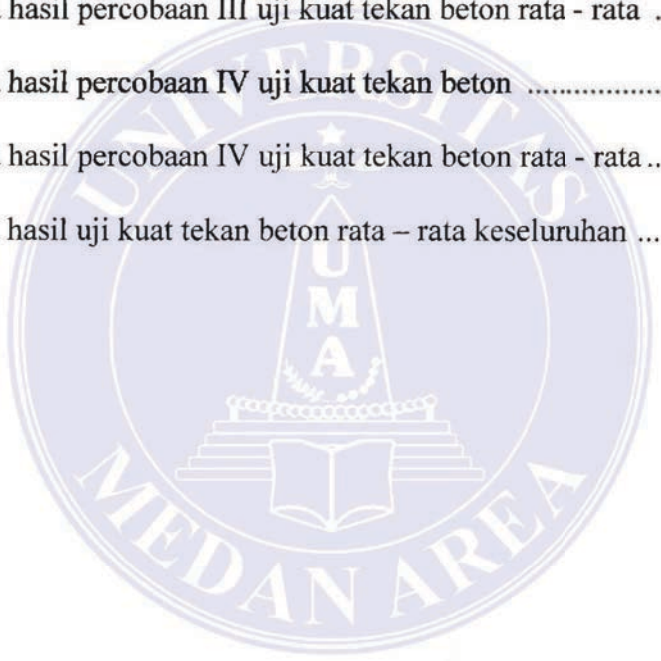 hasil percobaan III uji kuat tekan beton rata - rata .
hasil percobaan IV uji kuat tekan beton ..................
hasil percobaan IV uji kuat tekan beton rata - rata ...
hasil uji kuat tekan beton rata – rata keseluruhan ....
UNIVERSITAS
UMA
MEDAN AREA